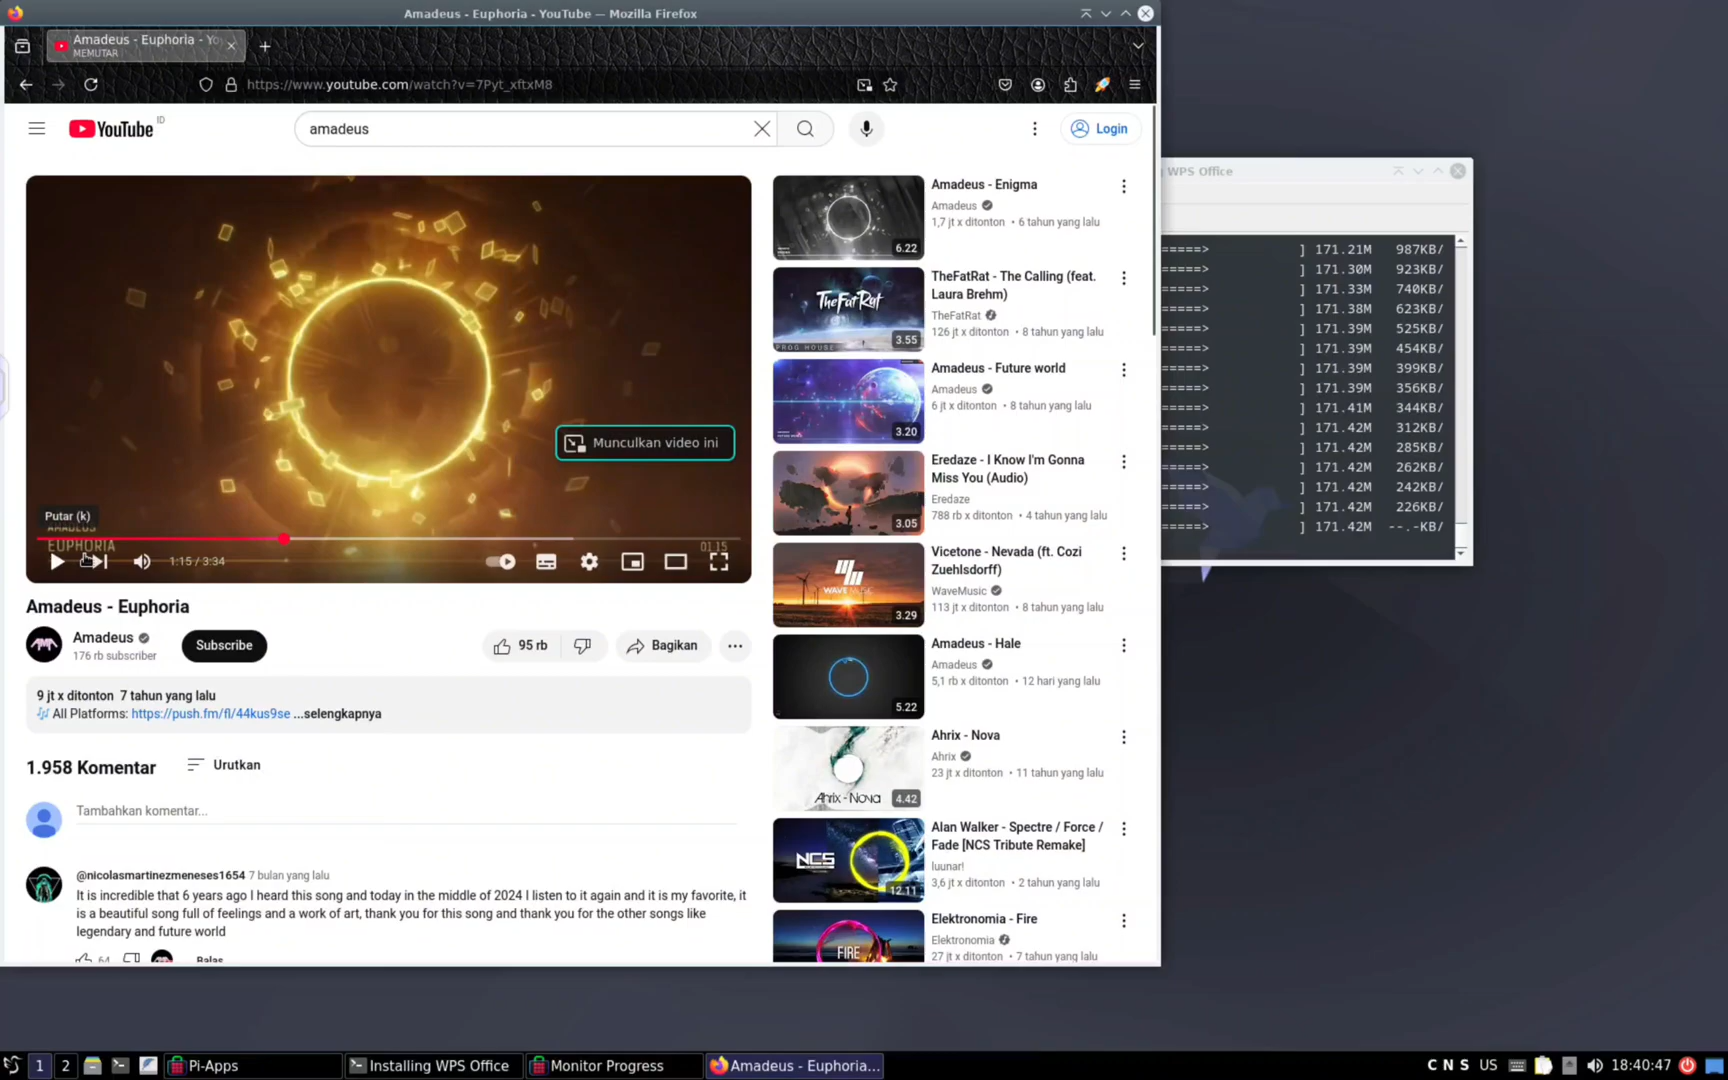 Amadeus - Euphoria - YouTube — Mozilla Firefox
Amadeus - Euphoria - Yo
MEMUTAR
https://www.youtube.com/watch?v=7Pyt_xftxM8
YouTube
ID
amadeus
Login
Munculkan video ini
Putar (k)
AMADEUS
EUPHORIA
01.15
1:15 / 3:34
Amadeus - Euphoria
Amadeus
176 rb subscriber
Subscribe
95 rb
Bagikan
9 jt x ditonton 7 tahun yang lalu
All Platforms: https://push.fm/fl/44kus9se ...selengkapnya
1.958 Komentar
Urutkan
Tambahkan komentar...
@nicolasmartinezmeneses1654 7 bulan yang lalu
It is incredible that 6 years ago I heard this song and today in the middle of 2024 I listen to it again and it is my favorite, it
is a beautiful song full of feelings and a work of art, thank you for this song and thank you for the other songs like
legendary and future world
64
Balas
6.22
Amadeus - Enigma
Amadeus
1,7 jt x ditonton • 6 tahun yang lalu
THEFATRAT
PROG HOUSE
3.55
TheFatRat - The Calling (feat.
Laura Brehm)
TheFatRat
126 jt x ditonton • 8 tahun yang lalu
3.20
Amadeus - Future world
Amadeus
6 jt x ditonton • 8 tahun yang lalu
3.05
Eredaze - I Know I'm Gonna
Miss You (Audio)
Eredaze
788 rb x ditonton • 4 tahun yang lalu
WAVE MUSIC
3.29
Vicetone - Nevada (ft. Cozi
Zuehlsdorff)
WaveMusic
113 jt x ditonton • 8 tahun yang lalu
5.22
Amadeus - Hale
Amadeus
5,1 rb x ditonton • 12 hari yang lalu
Ahrix - Nova
4.42
Ahrix - Nova
Ahrix
23 jt x ditonton • 11 tahun yang lalu
NCS
12.11
Alan Walker - Spectre / Force /
Fade [NCS Tribute Remake]
luunar!
3,6 jt x ditonton • 2 tahun yang lalu
FIRE
Elektronomia - Fire
Elektronomia
27 jt x ditonton • 7 tahun yang lalu
WPS Office
=====> ] 171.21M 987KB/
=====> ] 171.30M 923KB/
=====> ] 171.33M 740KB/
=====> ] 171.38M 623KB/
=====> ] 171.39M 525KB/
=====> ] 171.39M 454KB/
=====> ] 171.39M 399KB/
=====> ] 171.39M 356KB/
=====> ] 171.41M 344KB/
=====> ] 171.42M 312KB/
=====> ] 171.42M 285KB/
=====> ] 171.42M 262KB/
=====> ] 171.42M 242KB/
=====> ] 171.42M 226KB/
=====> ] 171.42M --.-KB/
1
2
Pi-Apps
Installing WPS Office
Monitor Progress
Amadeus - Euphoria...
C N S
US
18:40:47